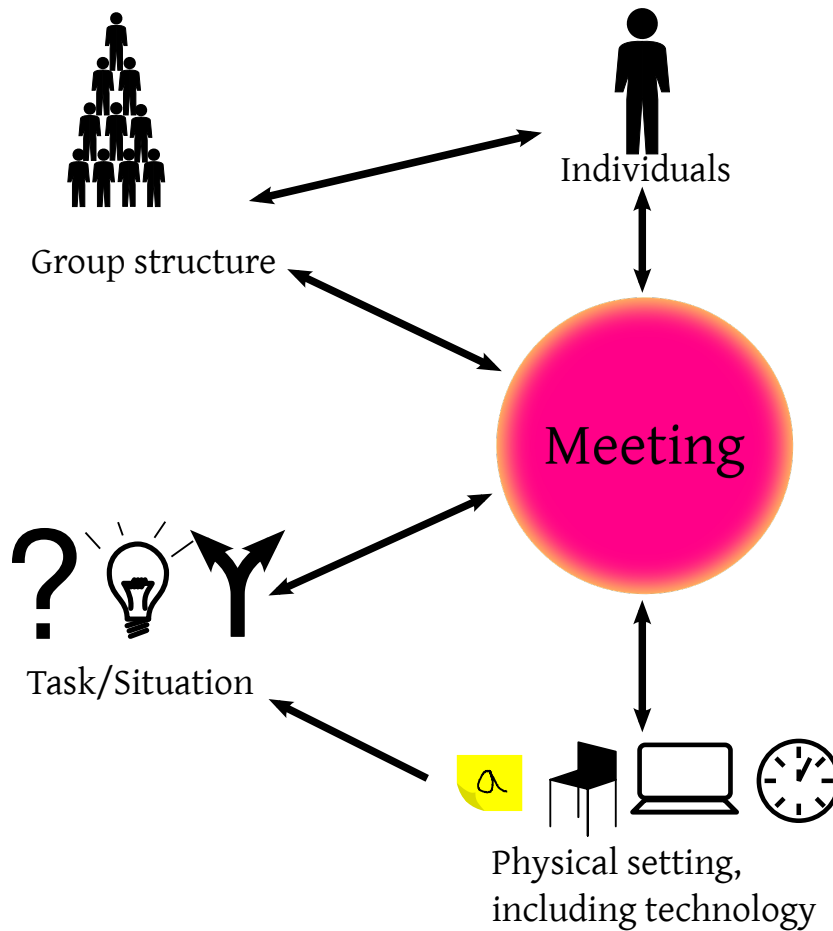 Individuals
Group structure
Meeting
?
Task/Situation
a
Physical setting,
including technology